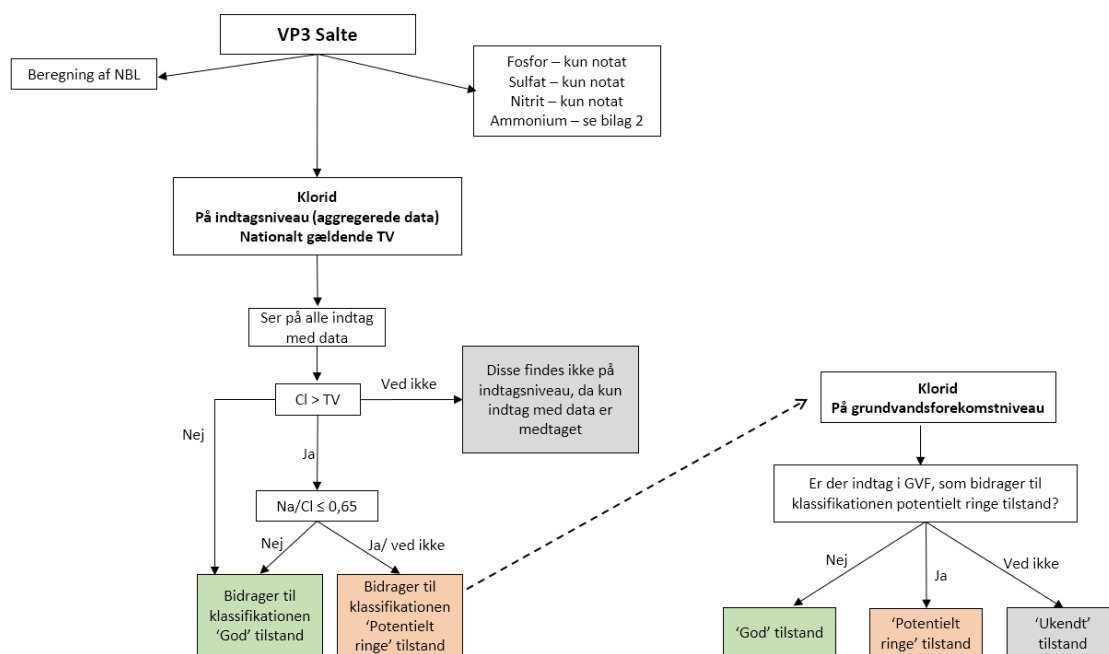 VP3 Salte
Beregning af NBL
Fosfor – kun notat
Sulfat – kun notat
Nitrit – kun notat
Ammonium – se bilag 2
Klorid
På indtagsniveau (aggregerede data)
Nationalt gældende TV
Ser på alle indtag
med data
Cl > TV
Ved ikke
Disse findes ikke på
indtagsniveau, da kun
indtag med data er
medtaget
Nej
Ja
Na/Cl ≤ 0,65
Nej
Ja/ ved ikke
Bidrager til
klassifikationen
'God' tilstand
Bidrager til
klassifikationen
'Potentielt
ringe' tilstand
Klorid
På grundvandsforekomstniveau
Er der indtag i GVF, som bidrager til
klassifikationen potentielt ringe tilstand?
Nej
Ja
Ved ikke
'God' tilstand
'Potentielt
ringe' tilstand
'Ukendt'
tilstand